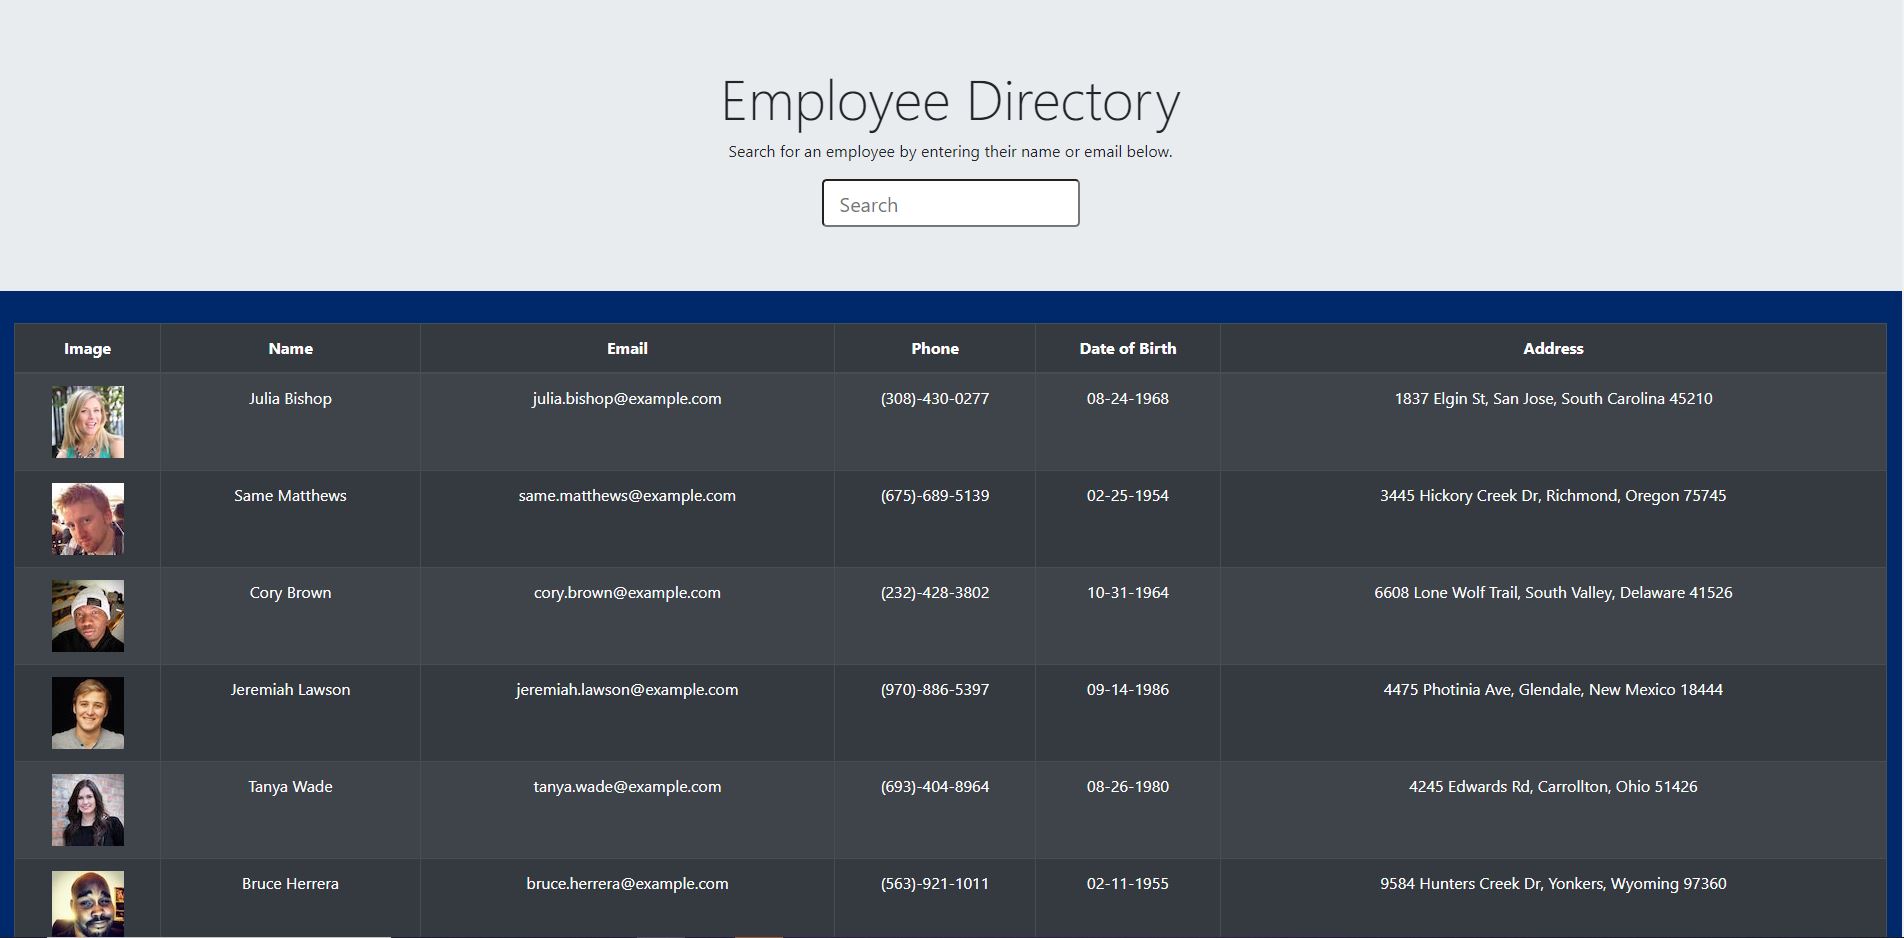 Employee Directory
Search for an employee by entering their name or email below.
Search
Image Name Email Phone Date of Birth Address
Julia Bishop julia.bishop@example.com (308)-430-0277 08-24-1968 1837 Elgin St, San Jose, South Carolina 45210
Same Matthews same.matthews@example.com (675)-689-5139 02-25-1954 3445 Hickory Creek Dr, Richmond, Oregon 75745
Cory Brown cory.brown@example.com (232)-428-3802 10-31-1964 6608 Lone Wolf Trail, South Valley, Delaware 41526
Jeremiah Lawson jeremiah.lawson@example.com (970)-886-5397 09-14-1986 4475 Photinia Ave, Glendale, New Mexico 18444
Tanya Wade tanya.wade@example.com (693)-404-8964 08-26-1980 4245 Edwards Rd, Carrollton, Ohio 51426
Bruce Herrera bruce.herrera@example.com (563)-921-1011 02-11-1955 9584 Hunters Creek Dr, Yonkers, Wyoming 97360